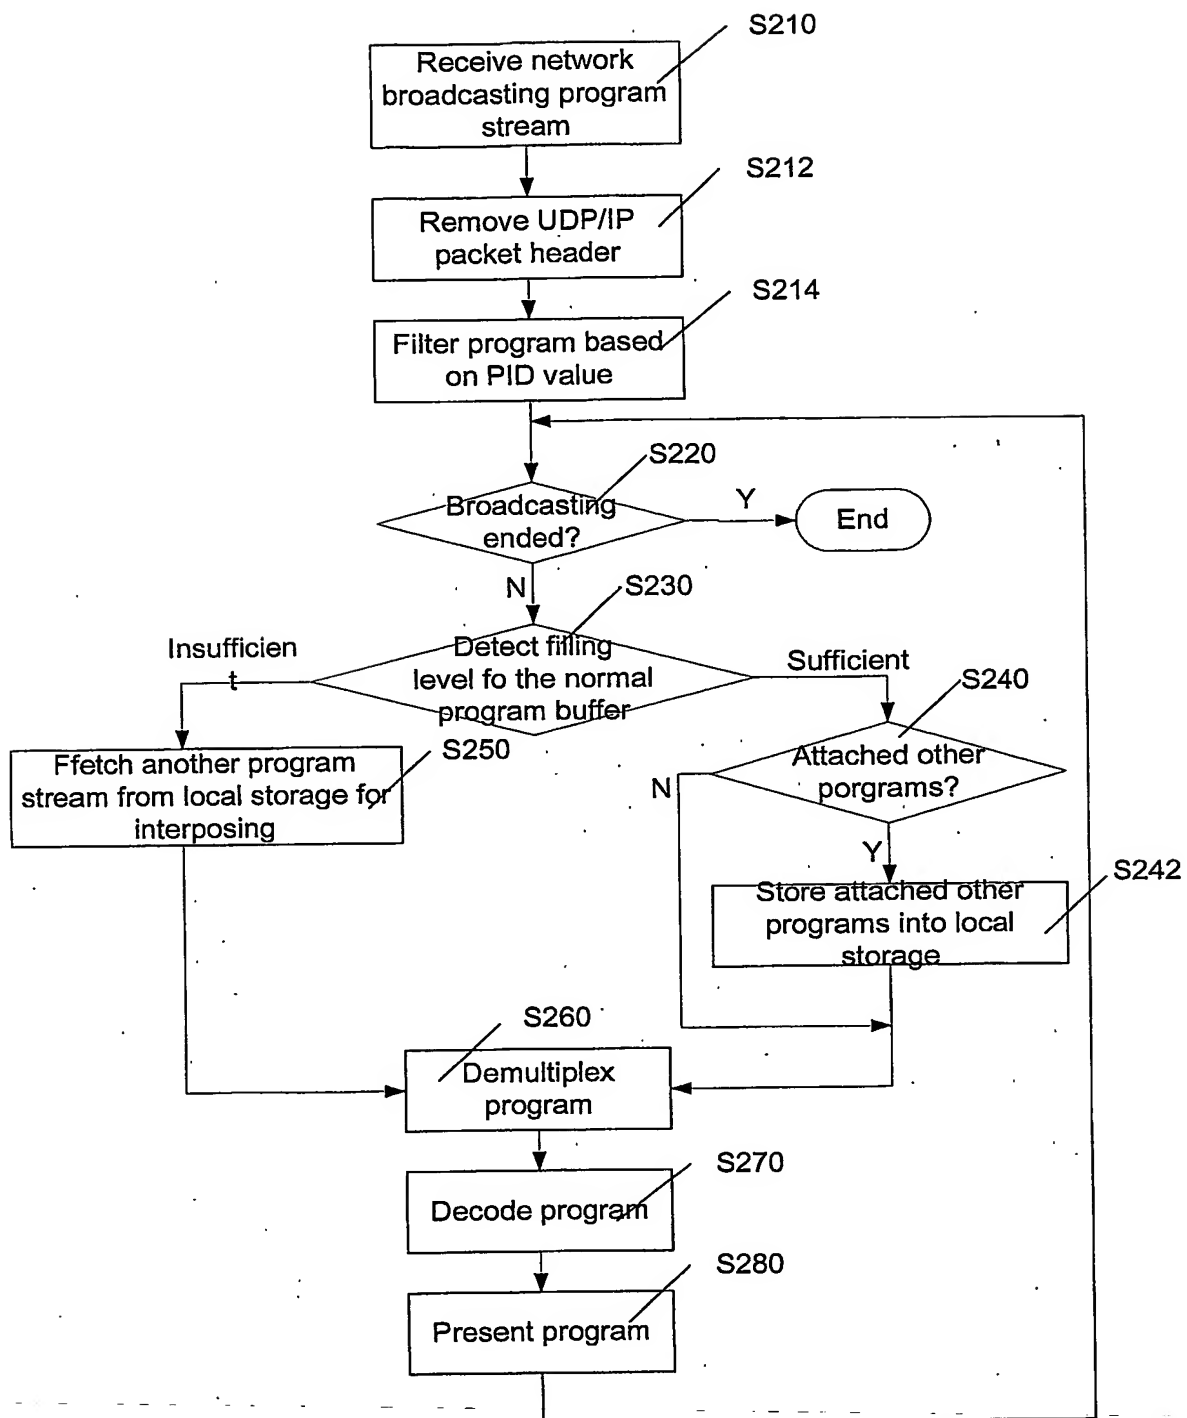 S210
Receive network
broadcasting program
stream
S212
Remove UDP/IP
packet header
S214
Filter program based
on PID value
S220
Broadcasting
ended?
Y
End
N
S230
Insufficien
t
Detect filling
level fo the normal
program buffer
Sufficient
S240
Attached other
porgrams?
N
Y
S250
Ffetch another program
stream from local storage for
interposing
S242
Store attached other
programs into local
storage
S260
Demultiplex
program
S270
Decode program
S280
Present program